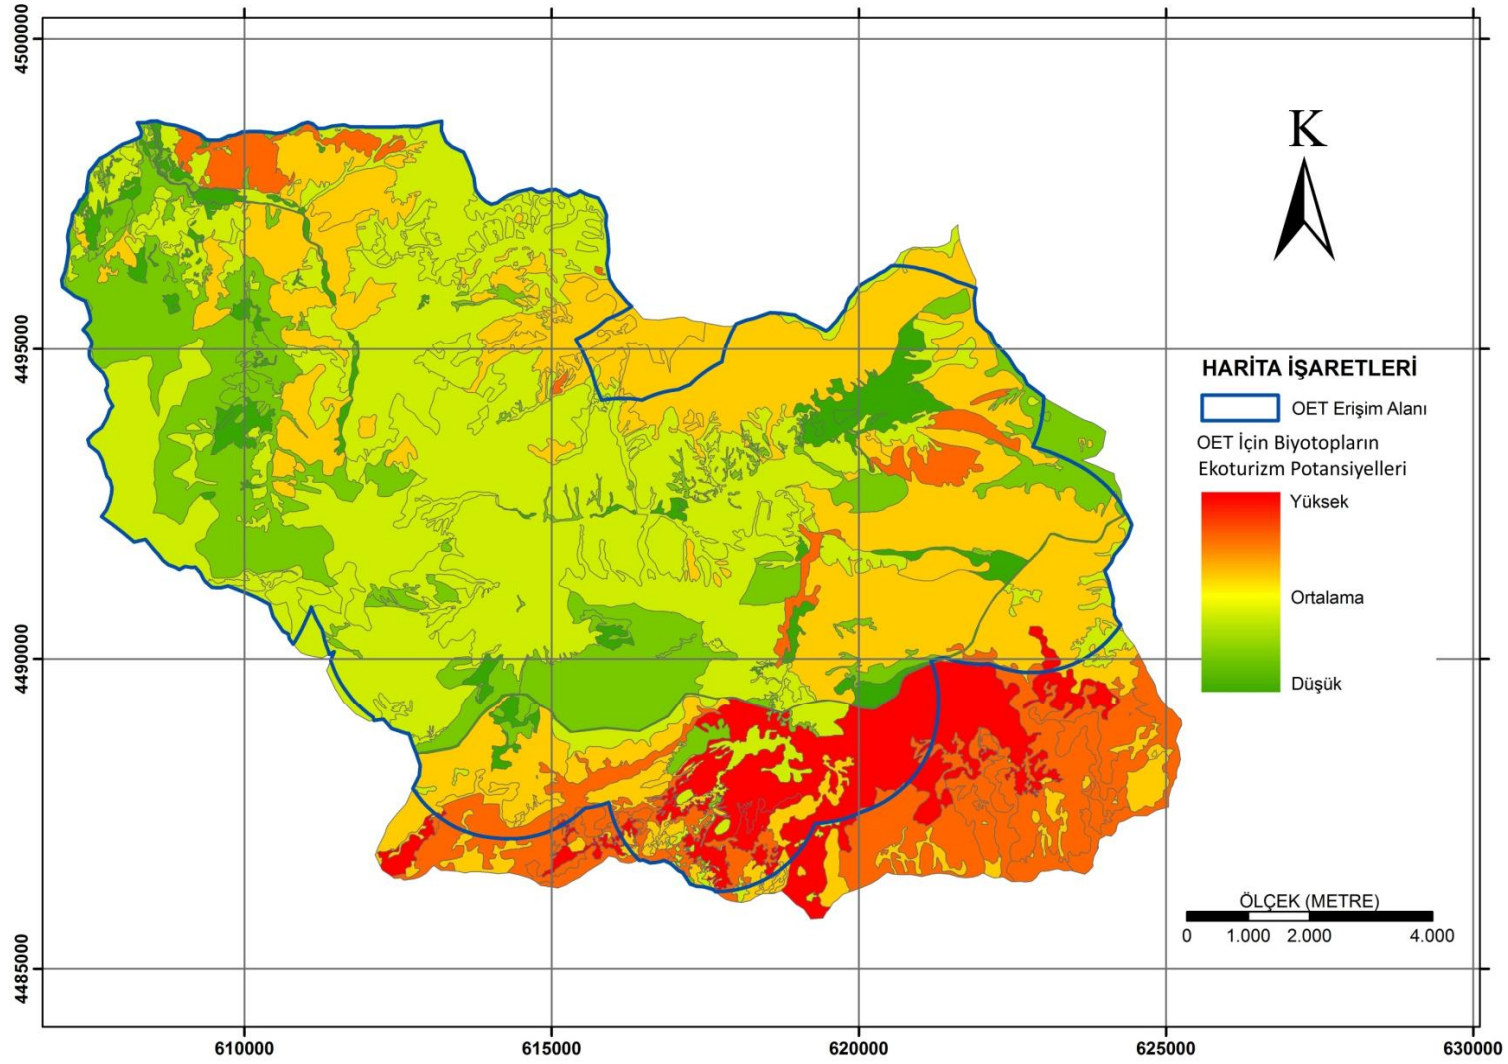 4500000
4495000
4490000
4485000
K
HARİTA İŞARETLERİ
OET Erişim Alanı
OET İçin Biyotopların
Ekoturizm Potansiyelleri
Yüksek
Ortalama
Düşük
ÖLÇEK (METRE)
0 1.000 2.000 4.000
610000 615000 620000 625000 630000